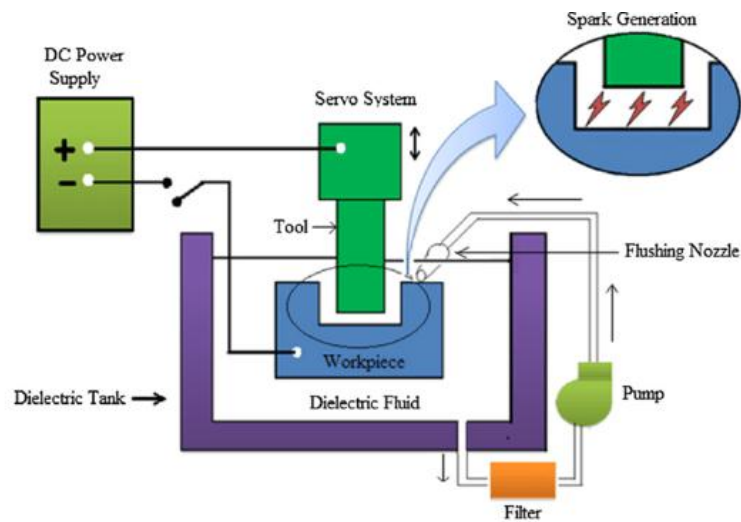 Spark Generation
DC Power
Supply
Servo System
+
−
Tool
Flushing Nozzle
Workpiece
Dielectric Tank
Dielectric Fluid
Pump
Filter